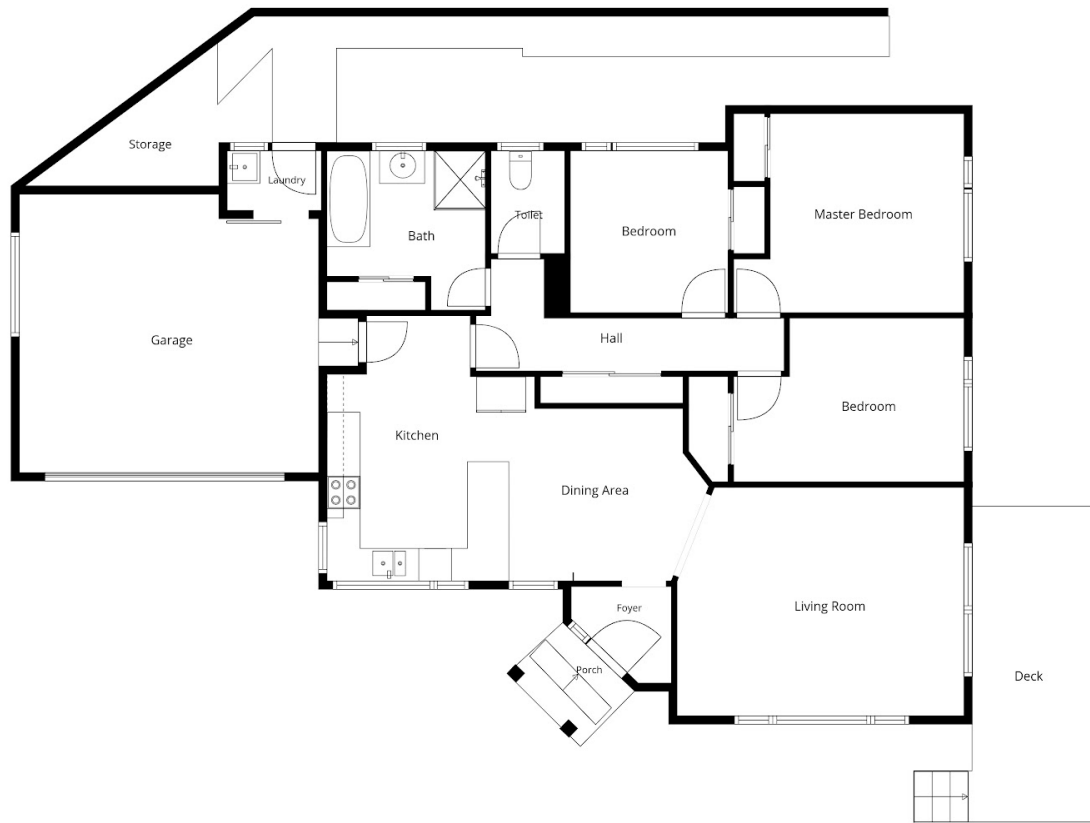 Storage
Laundry
Bath
Toilet
Bedroom
Master Bedroom
Garage
Hall
Kitchen
Bedroom
Dining Area
Foyer
Living Room
Porch
Deck